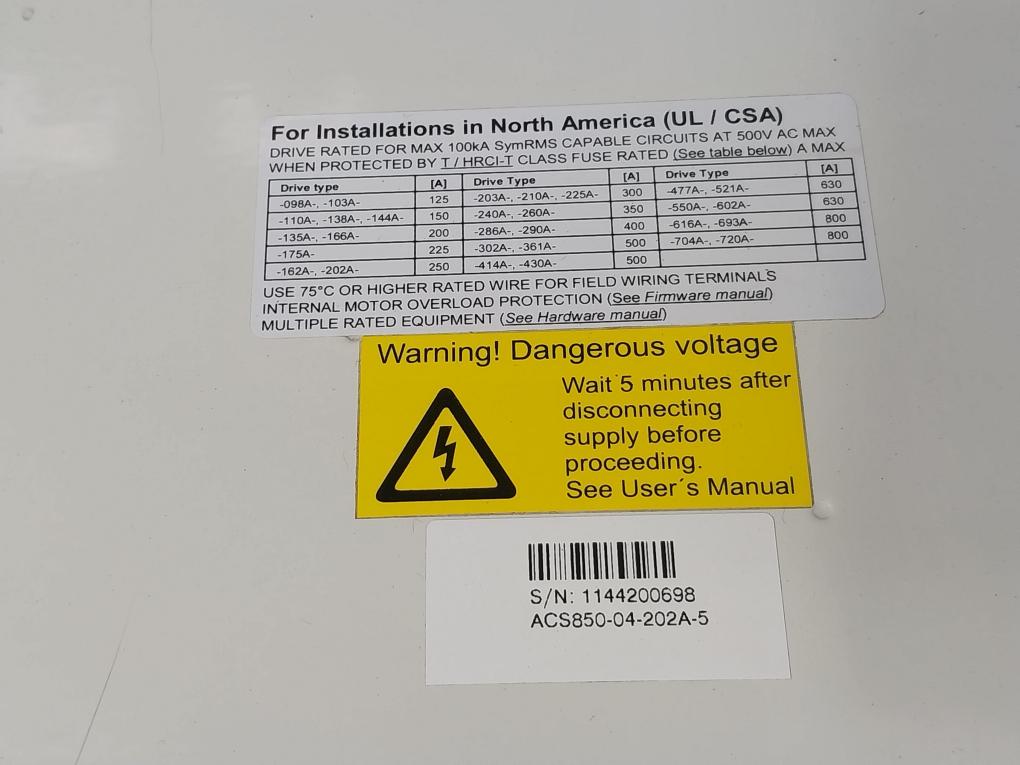 For Installations in North America (UL / CSA)
DRIVE RATED FOR MAX 100kA SymRMS CAPABLE CIRCUITS AT 500V AC MAX
WHEN PROTECTED BY T / HRCI-T CLASS FUSE RATED (See table below) A MAX
Drive type [A] Drive Type [A] Drive Type [A]
-098A-, -103A- 125 -203A-, -210A-, -225A- 300 -477A-, -521A- 630
-110A-, -138A-, -144A- 150 -240A-, -260A- 350 -550A-, -602A- 630
-135A-, -166A- 200 -286A-, -290A- 400 -616A-, -693A- 800
-175A- 225 -302A-, -361A- 500 -704A-, -720A- 800
-162A-, -202A- 250 -414A-, -430A- 500
USE 75°C OR HIGHER RATED WIRE FOR FIELD WIRING TERMINALS
INTERNAL MOTOR OVERLOAD PROTECTION (See Firmware manual)
MULTIPLE RATED EQUIPMENT (See Hardware manual)
Warning! Dangerous voltage
Wait 5 minutes after
disconnecting
supply before
proceeding.
See User´s Manual
S/N: 1144200698
ACS850-04-202A-5